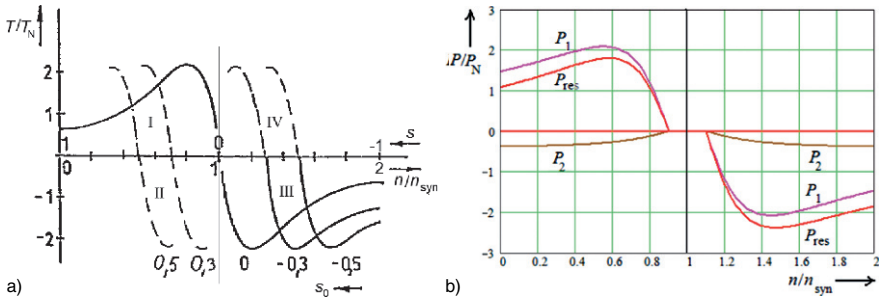 T/T_N
2
1
-1
-2
I
II
III
IV
1
0
0
1
s
-1
2
n/n_syn
0,5 0,3 0 -0,3 -0,5
s_0
a)
3
2
1
0
-1
-2
-3
P/P_N
P_1
P_res
P_2
P_2
P_1
P_res
0 0.2 0.4 0.6 0.8 1 1.2 1.4 1.6 1.8 2
n/n_syn
b)